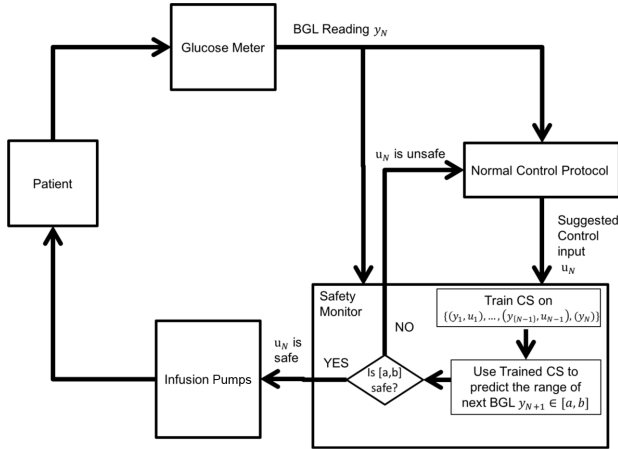 BGL Reading y_N
Glucose Meter
u_N is unsafe
Patient
Normal Control Protocol
Suggested
Control
input
u_N
Safety
Monitor
Train CS on
{(y_1, u_1), …, (y_{N−1}, u_{N−1}), (y_N)}
NO
u_N is
safe
YES
Is [a,b]
safe?
Use Trained CS to
predict the range of
next BGL y_{N+1} ∈ [a, b]
Infusion Pumps